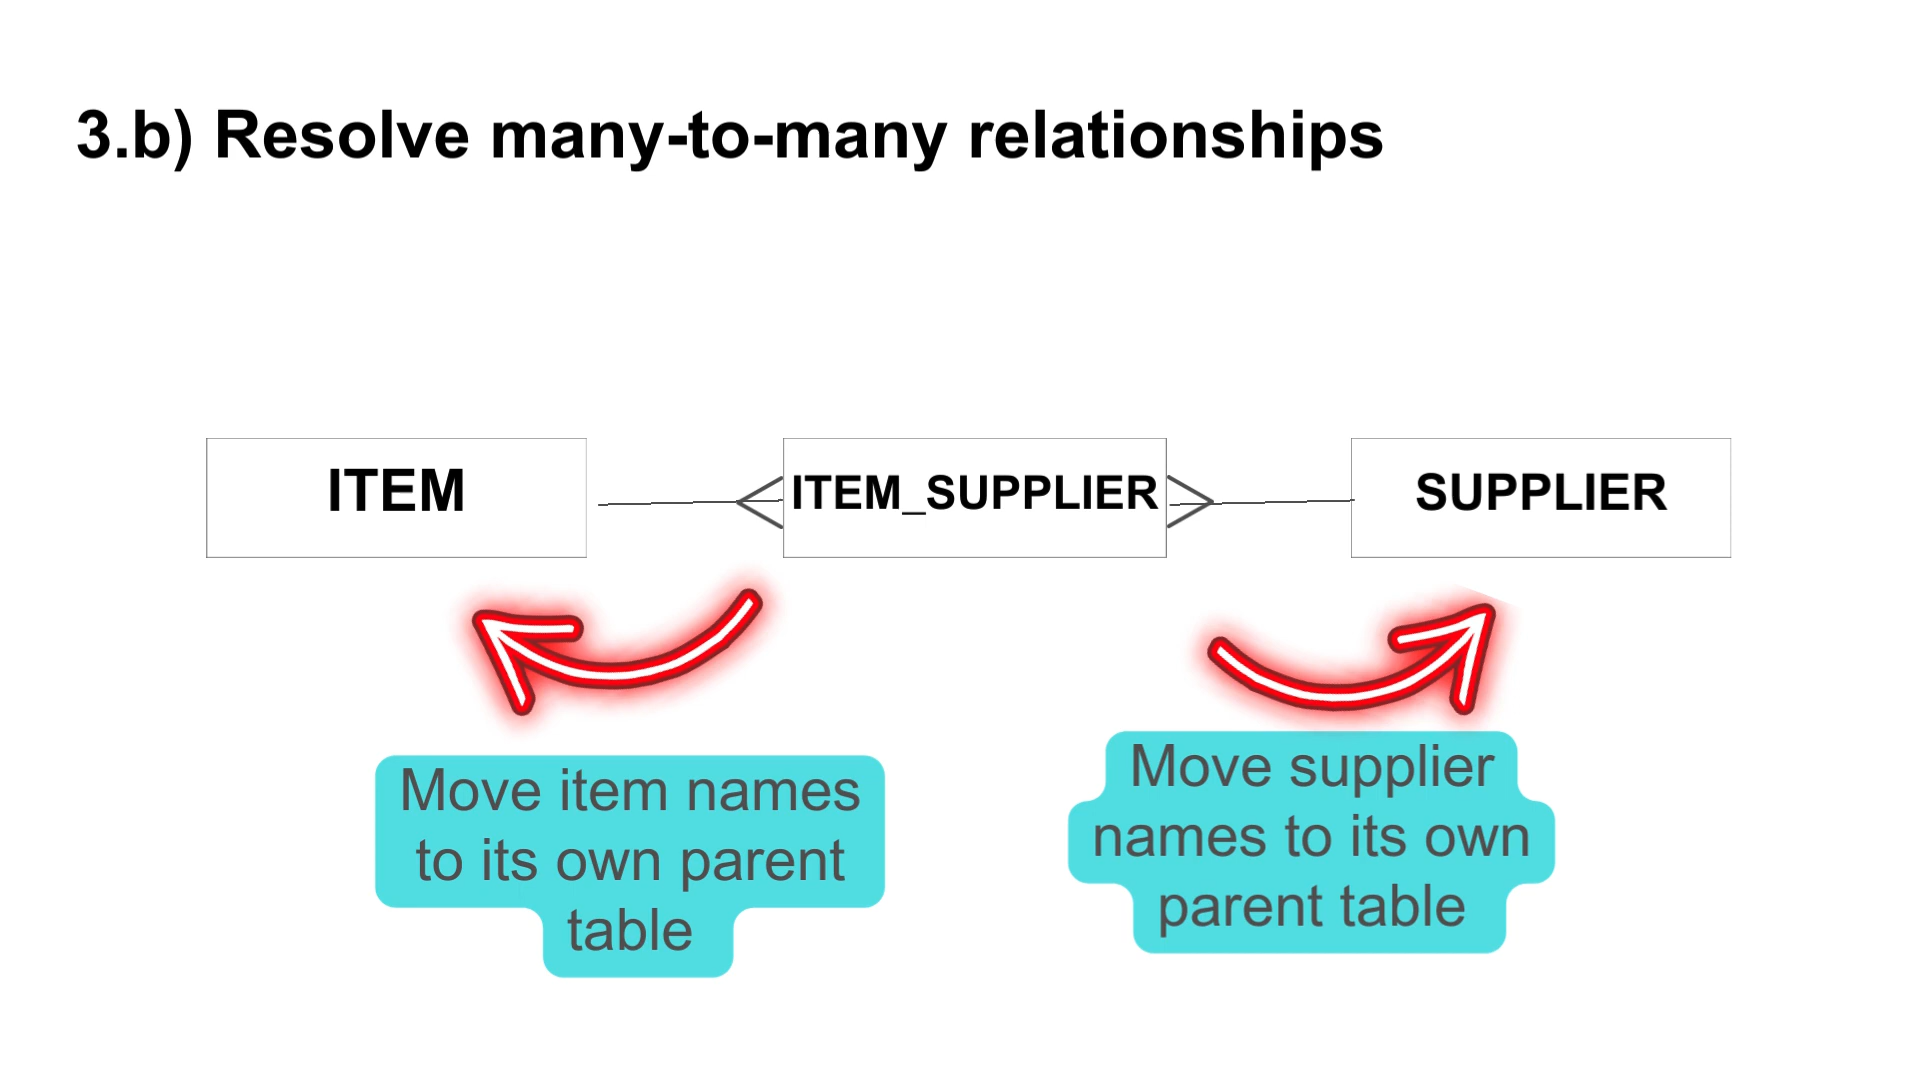 3.b) Resolve many-to-many relationships
ITEM
ITEM_SUPPLIER
SUPPLIER
Move item names
to its own parent
table
Move supplier
names to its own
parent table